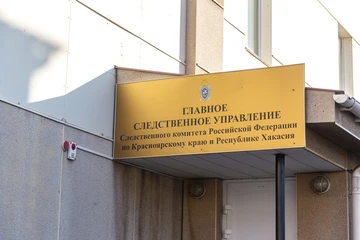 ГЛАВНОЕ
СЛЕДСТВЕННОЕ УПРАВЛЕНИЕ
Следственного комитета Российской Федерации
по Красноярскому краю и Республике Хакасия